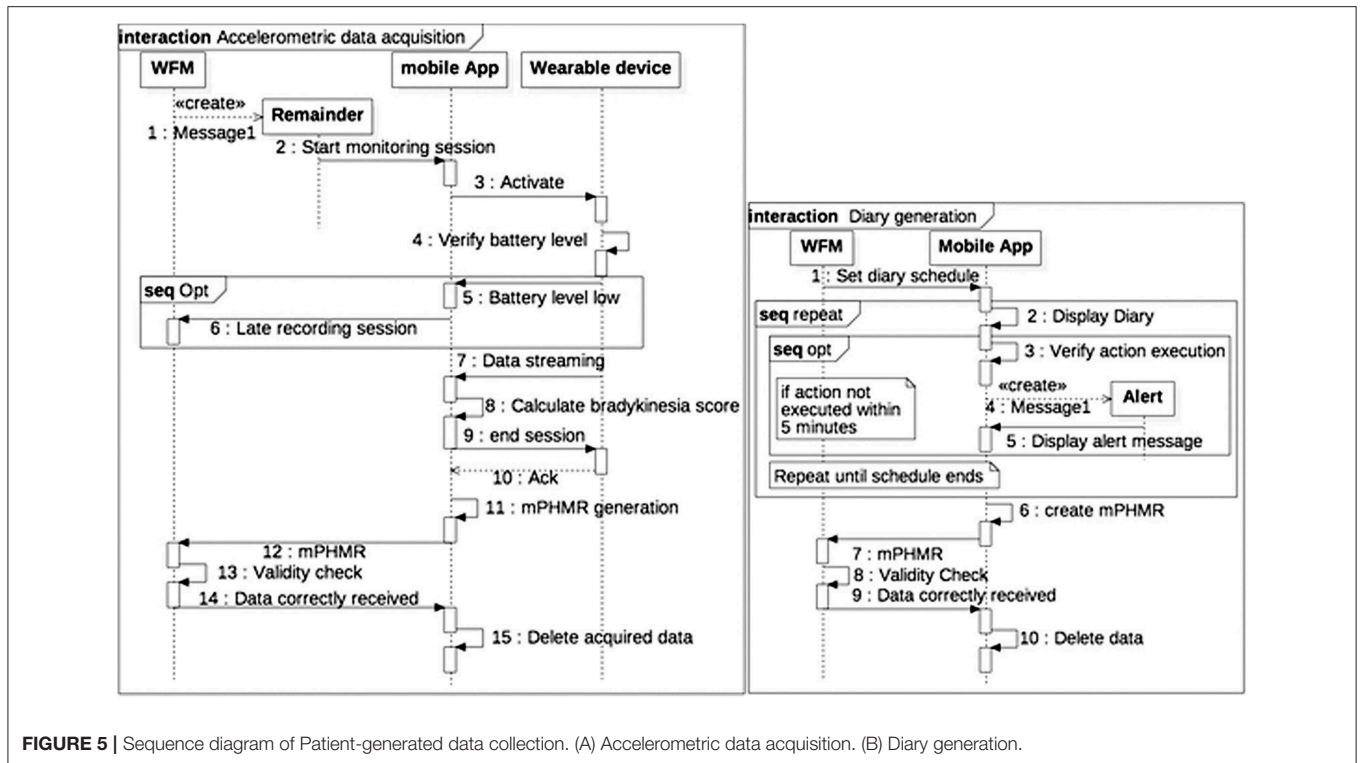 interaction Accelerometric data acquisition
WFM
mobile App
Wearable device
«create»
Remainder
1 : Message1
2 : Start monitoring session
3 : Activate
4 : Verify battery level
seq Opt
5 : Battery level low
6 : Late recording session
7 : Data streaming
8 : Calculate bradykinesia score
9 : end session
10 : Ack
11 : mPHMR generation
12 : mPHMR
13 : Validity check
14 : Data correctly received
15 : Delete acquired data
interaction Diary generation
WFM
Mobile App
1 : Set diary schedule
seq repeat
2 : Display Diary
seq opt
3 : Verify action execution
if action not
executed within
5 minutes
«create»
Alert
4 : Message1
5 : Display alert message
Repeat until schedule ends
6 : create mPHMR
7 : mPHMR
8 : Validity Check
9 : Data correctly received
10 : Delete data
FIGURE 5 | Sequence diagram of Patient-generated data collection. (A) Accelerometric data acquisition. (B) Diary generation.